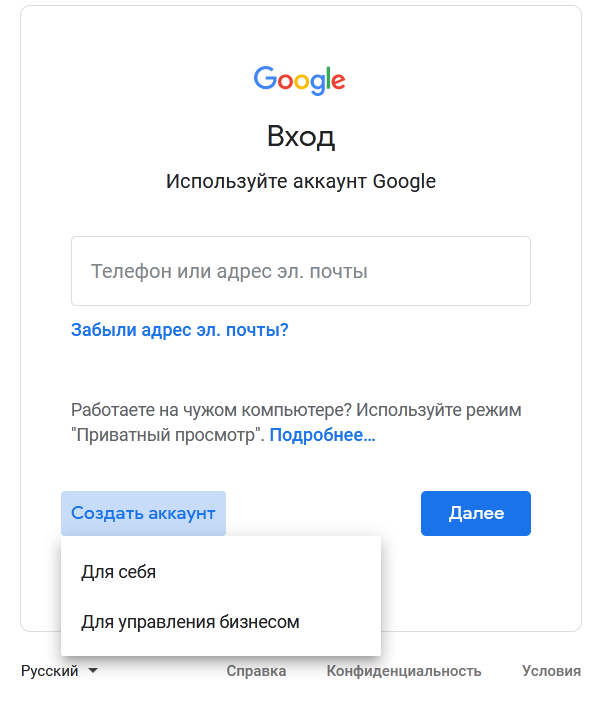 Google
Вход
Используйте аккаунт Google
Телефон или адрес эл. почты
Забыли адрес эл. почты?
Работаете на чужом компьютере? Используйте режим
"Приватный просмотр". Подробнее…
Создать аккаунт
Далее
Для себя
Для управления бизнесом
Русский
Справка
Конфиденциальность
Условия